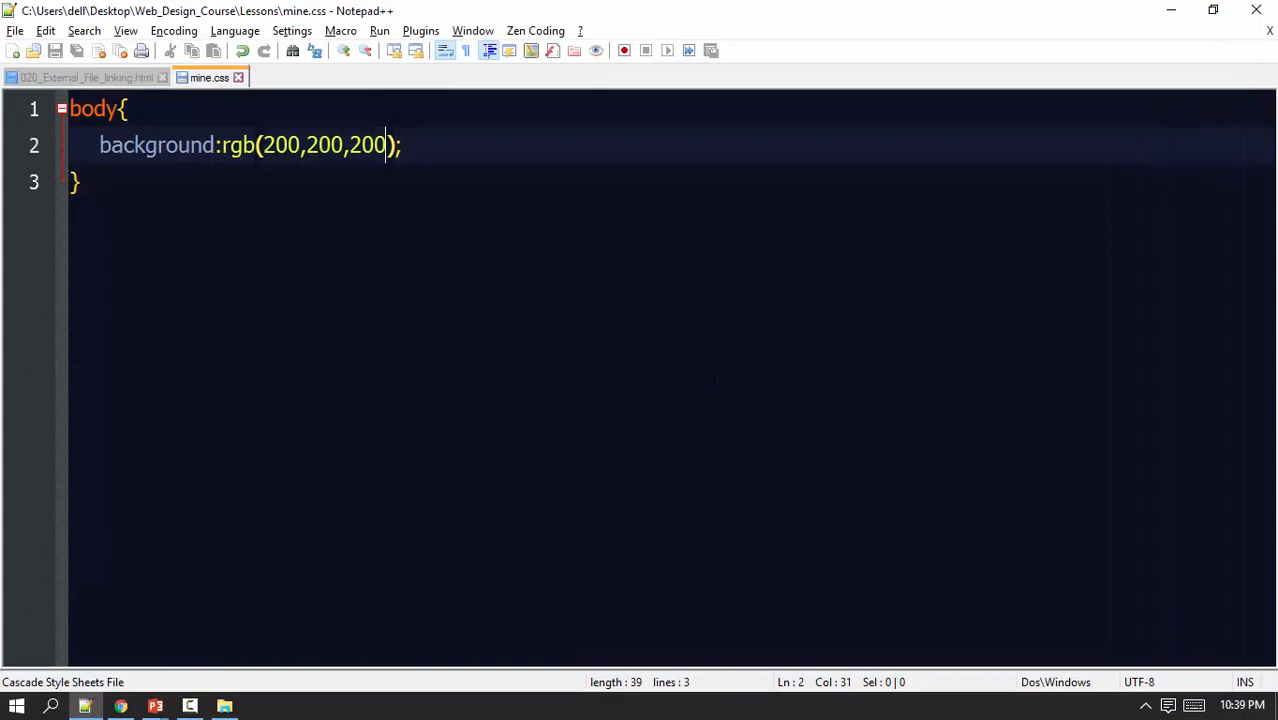 C:\Users\dell\Desktop\Web_Design_Course\Lessons\mine.css - Notepad++
File Edit Search View Encoding Language Settings Macro Run Plugins Window Zen Coding ? X
020_External_File_linking.html mine.css
1 body{
2 background:rgb(200,200,200);
3 }
Cascade Style Sheets File length : 39 lines : 3 Ln : 2 Col : 31 Sel : 0 | 0 Dos\Windows UTF-8 INS
10:39 PM